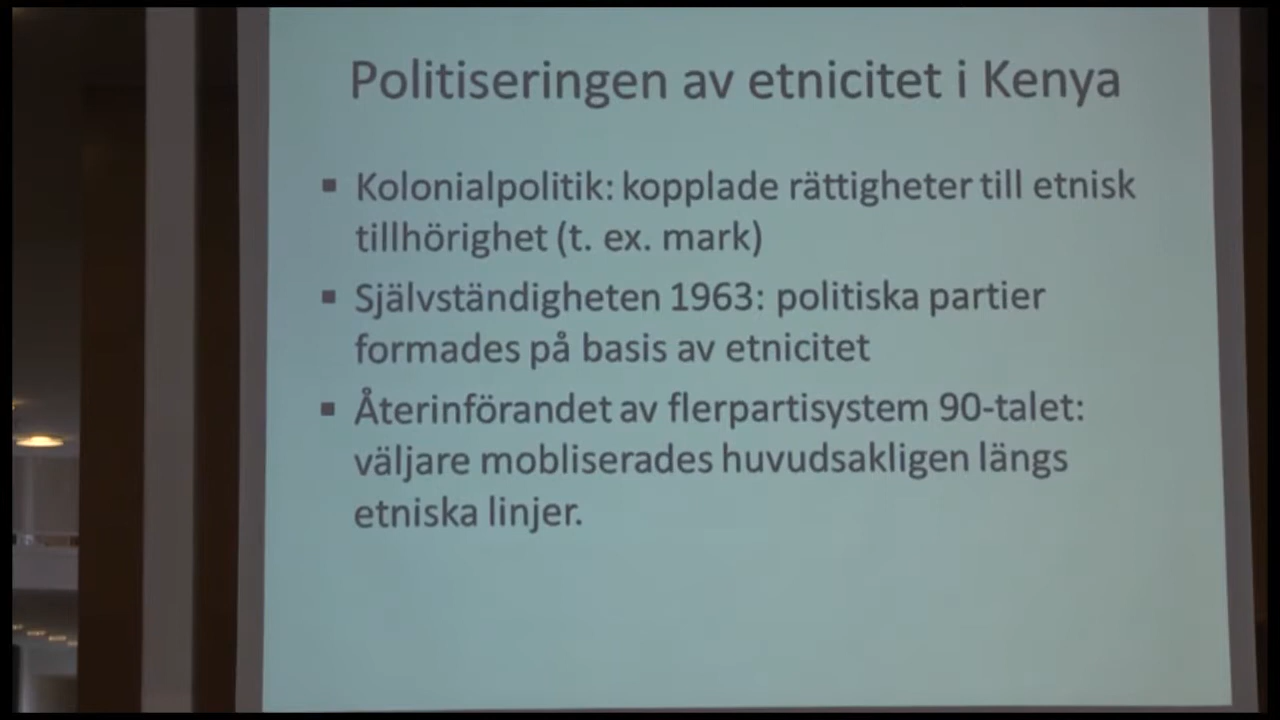 Politiseringen av etnicitet i Kenya
▪ Kolonialpolitik: kopplade rättigheter till etnisk
tillhörighet (t. ex. mark)
▪ Självständigheten 1963: politiska partier
formades på basis av etnicitet
▪ Återinförandet av flerpartisystem 90-talet:
väljare mobliserades huvudsakligen längs
etniska linjer.